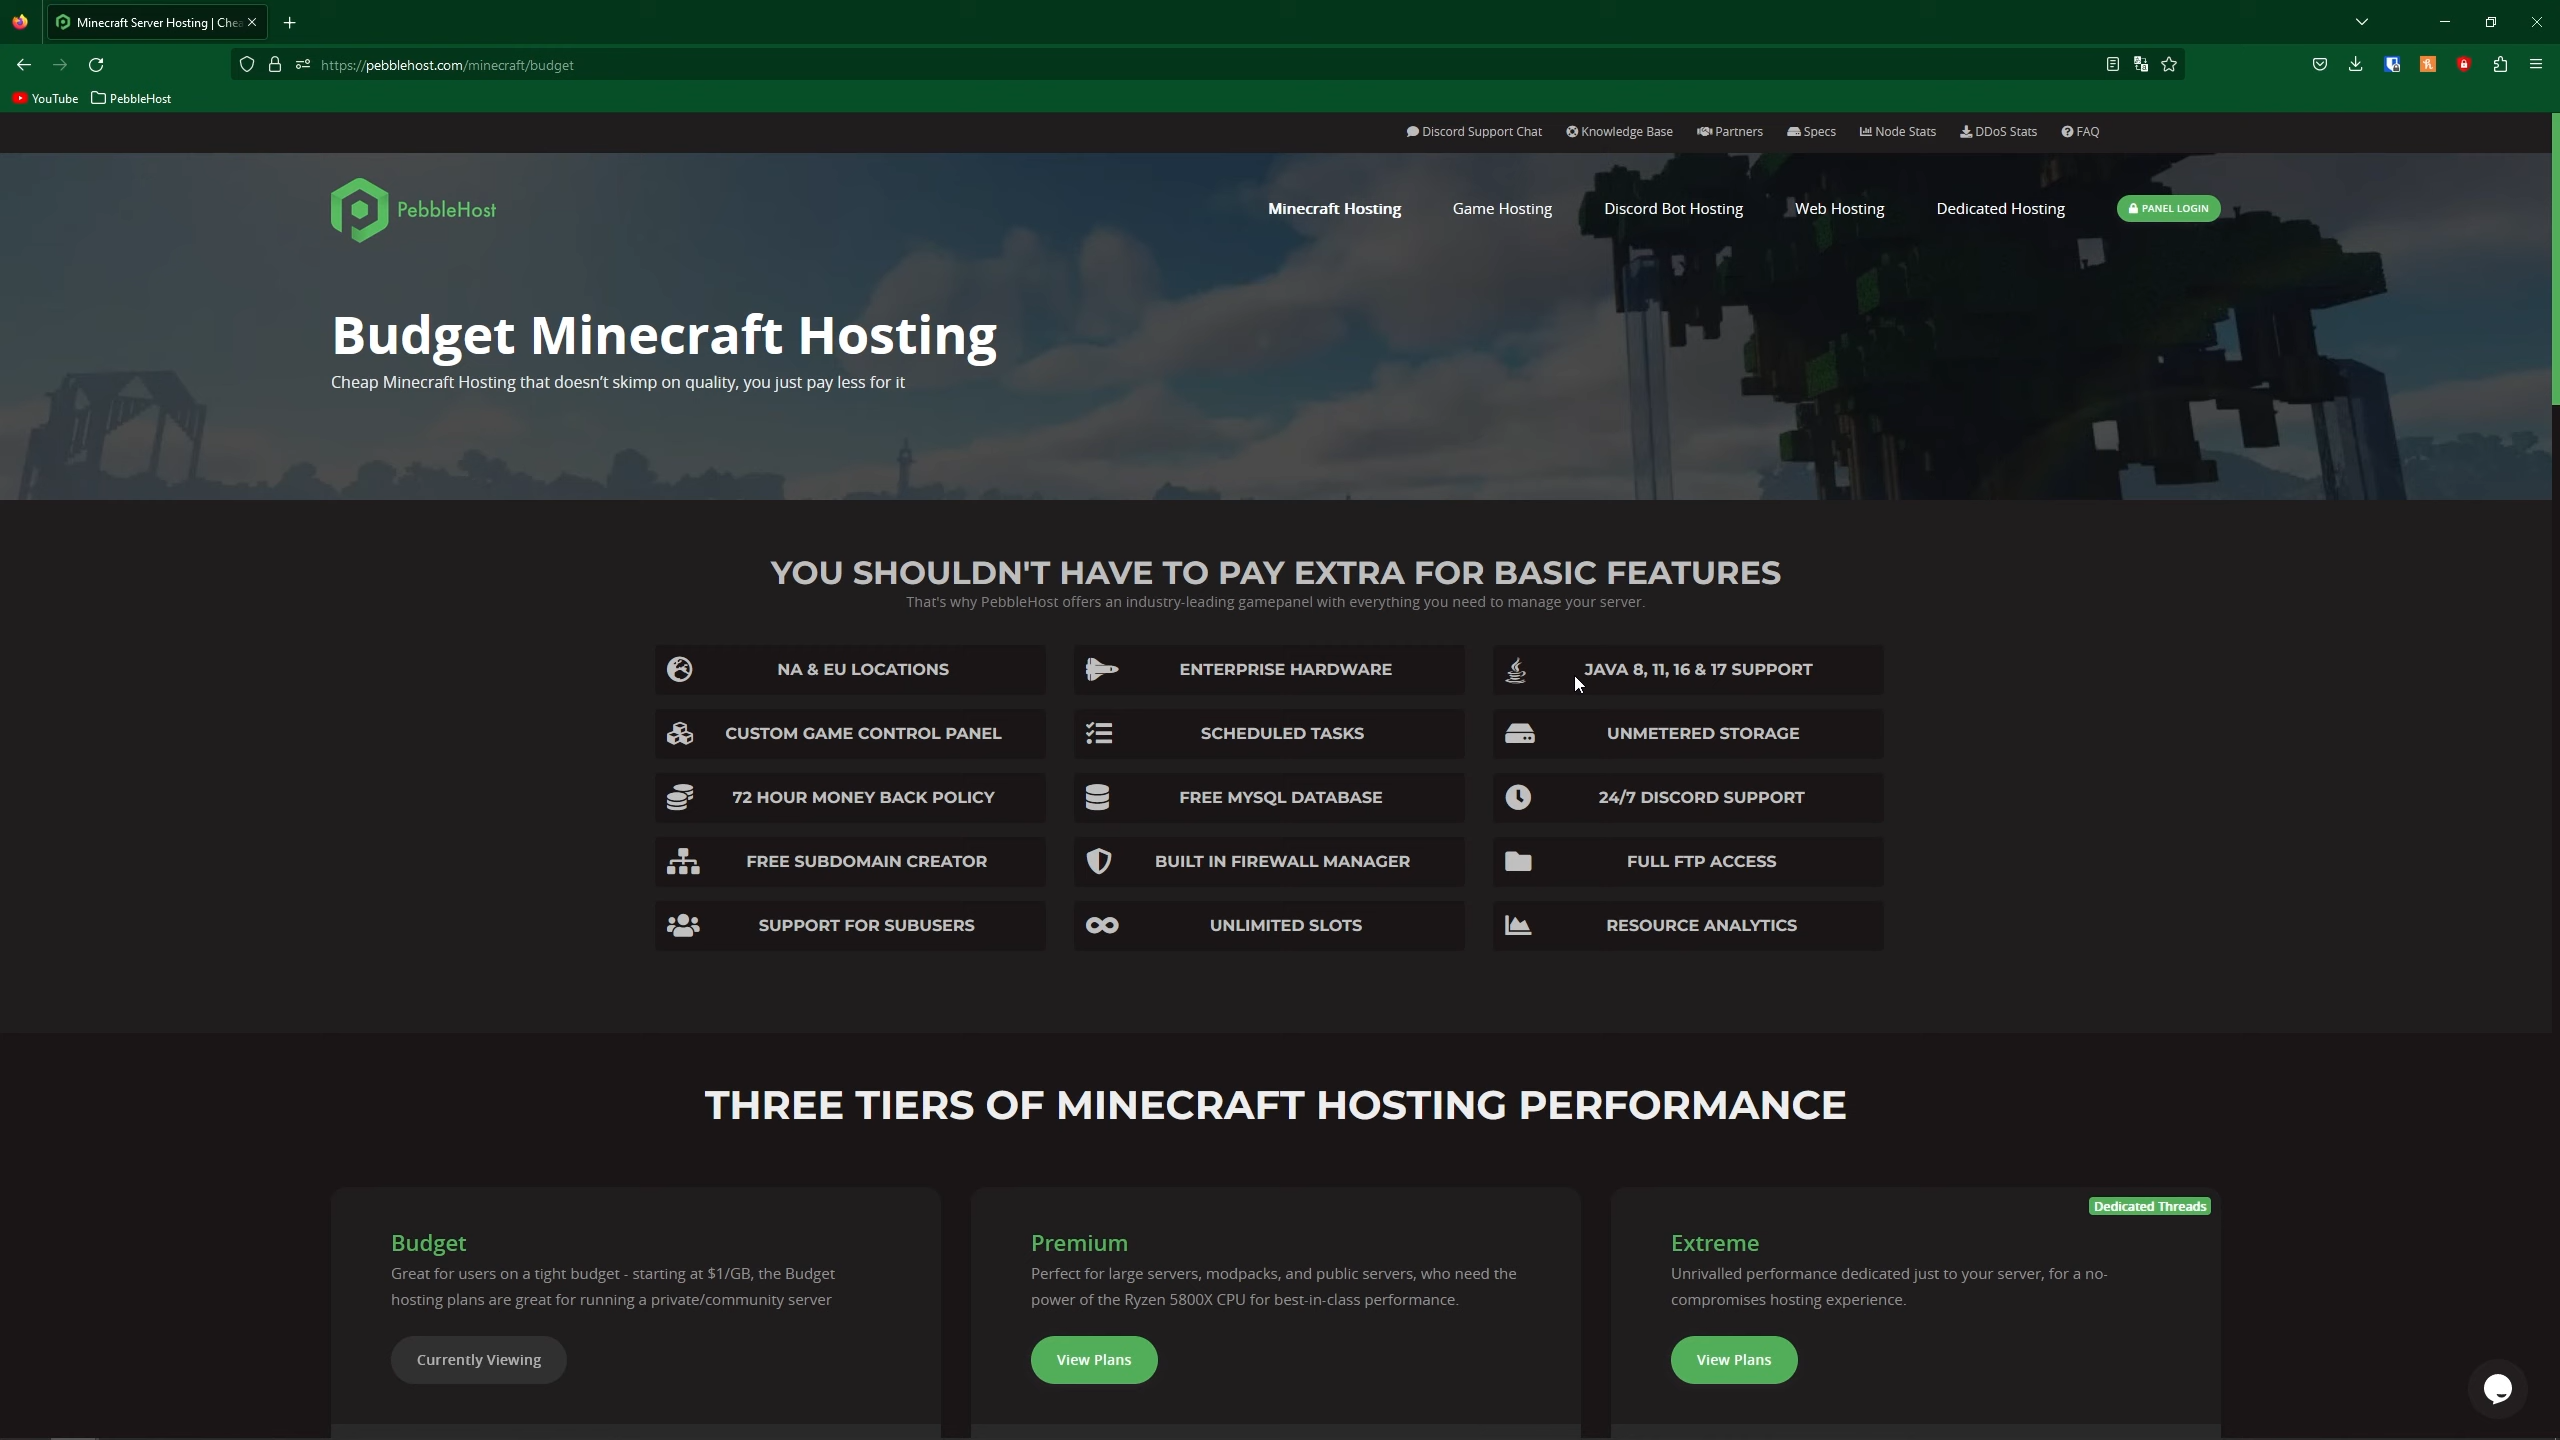 Minecraft Server Hosting | Chea
https://pebblehost.com/minecraft/budget
YouTube
PebbleHost
Discord Support Chat
Knowledge Base
Partners
Specs
Node Stats
DDoS Stats
FAQ
PebbleHost
Minecraft Hosting
Game Hosting
Discord Bot Hosting
Web Hosting
Dedicated Hosting
PANEL LOGIN
Budget Minecraft Hosting
Cheap Minecraft Hosting that doesn't skimp on quality, you just pay less for it
YOU SHOULDN'T HAVE TO PAY EXTRA FOR BASIC FEATURES
That's why PebbleHost offers an industry-leading gamepanel with everything you need to manage your server.
NA & EU LOCATIONS
ENTERPRISE HARDWARE
JAVA 8, 11, 16 & 17 SUPPORT
CUSTOM GAME CONTROL PANEL
SCHEDULED TASKS
UNMETERED STORAGE
72 HOUR MONEY BACK POLICY
FREE MYSQL DATABASE
24/7 DISCORD SUPPORT
FREE SUBDOMAIN CREATOR
BUILT IN FIREWALL MANAGER
FULL FTP ACCESS
SUPPORT FOR SUBUSERS
UNLIMITED SLOTS
RESOURCE ANALYTICS
THREE TIERS OF MINECRAFT HOSTING PERFORMANCE
Budget
Great for users on a tight budget - starting at $1/GB, the Budget
hosting plans are great for running a private/community server
Currently Viewing
Premium
Perfect for large servers, modpacks, and public servers, who need the
power of the Ryzen 5800X CPU for best-in-class performance.
View Plans
Dedicated Threads
Extreme
Unrivalled performance dedicated just to your server, for a no-
compromises hosting experience.
View Plans